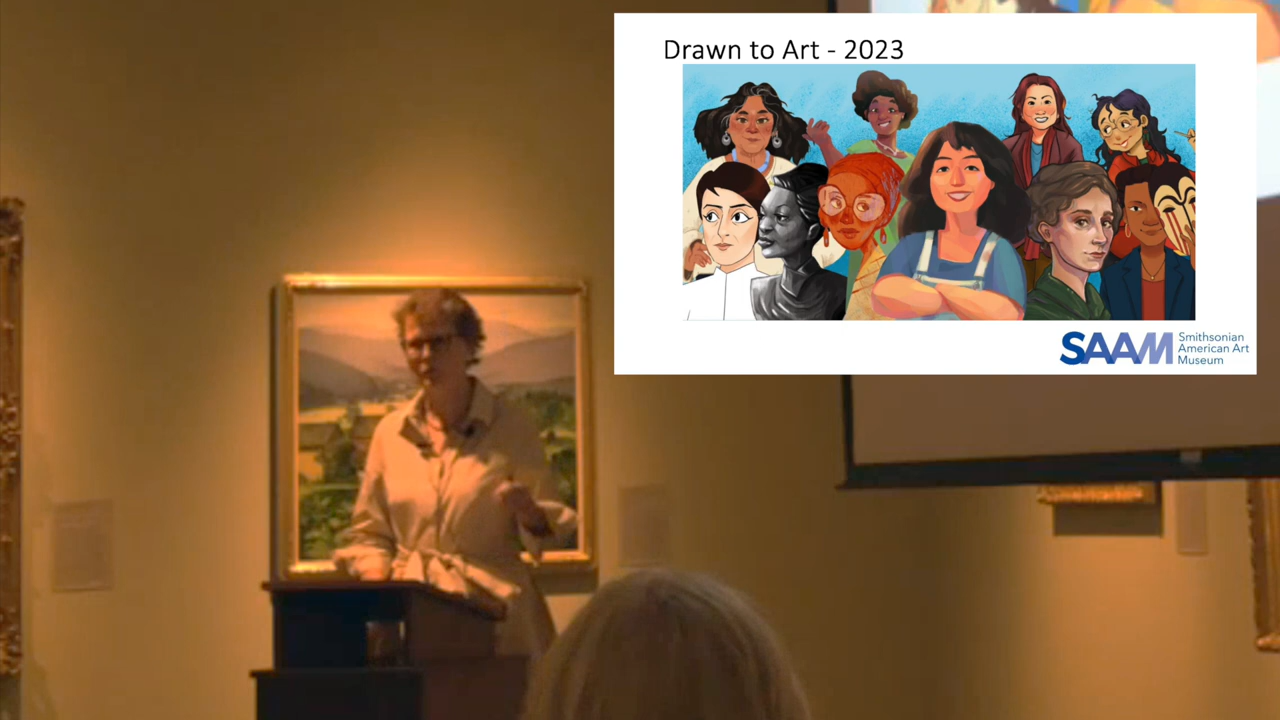 Drawn to Art - 2023
SAAM
Smithsonian
American Art
Museum